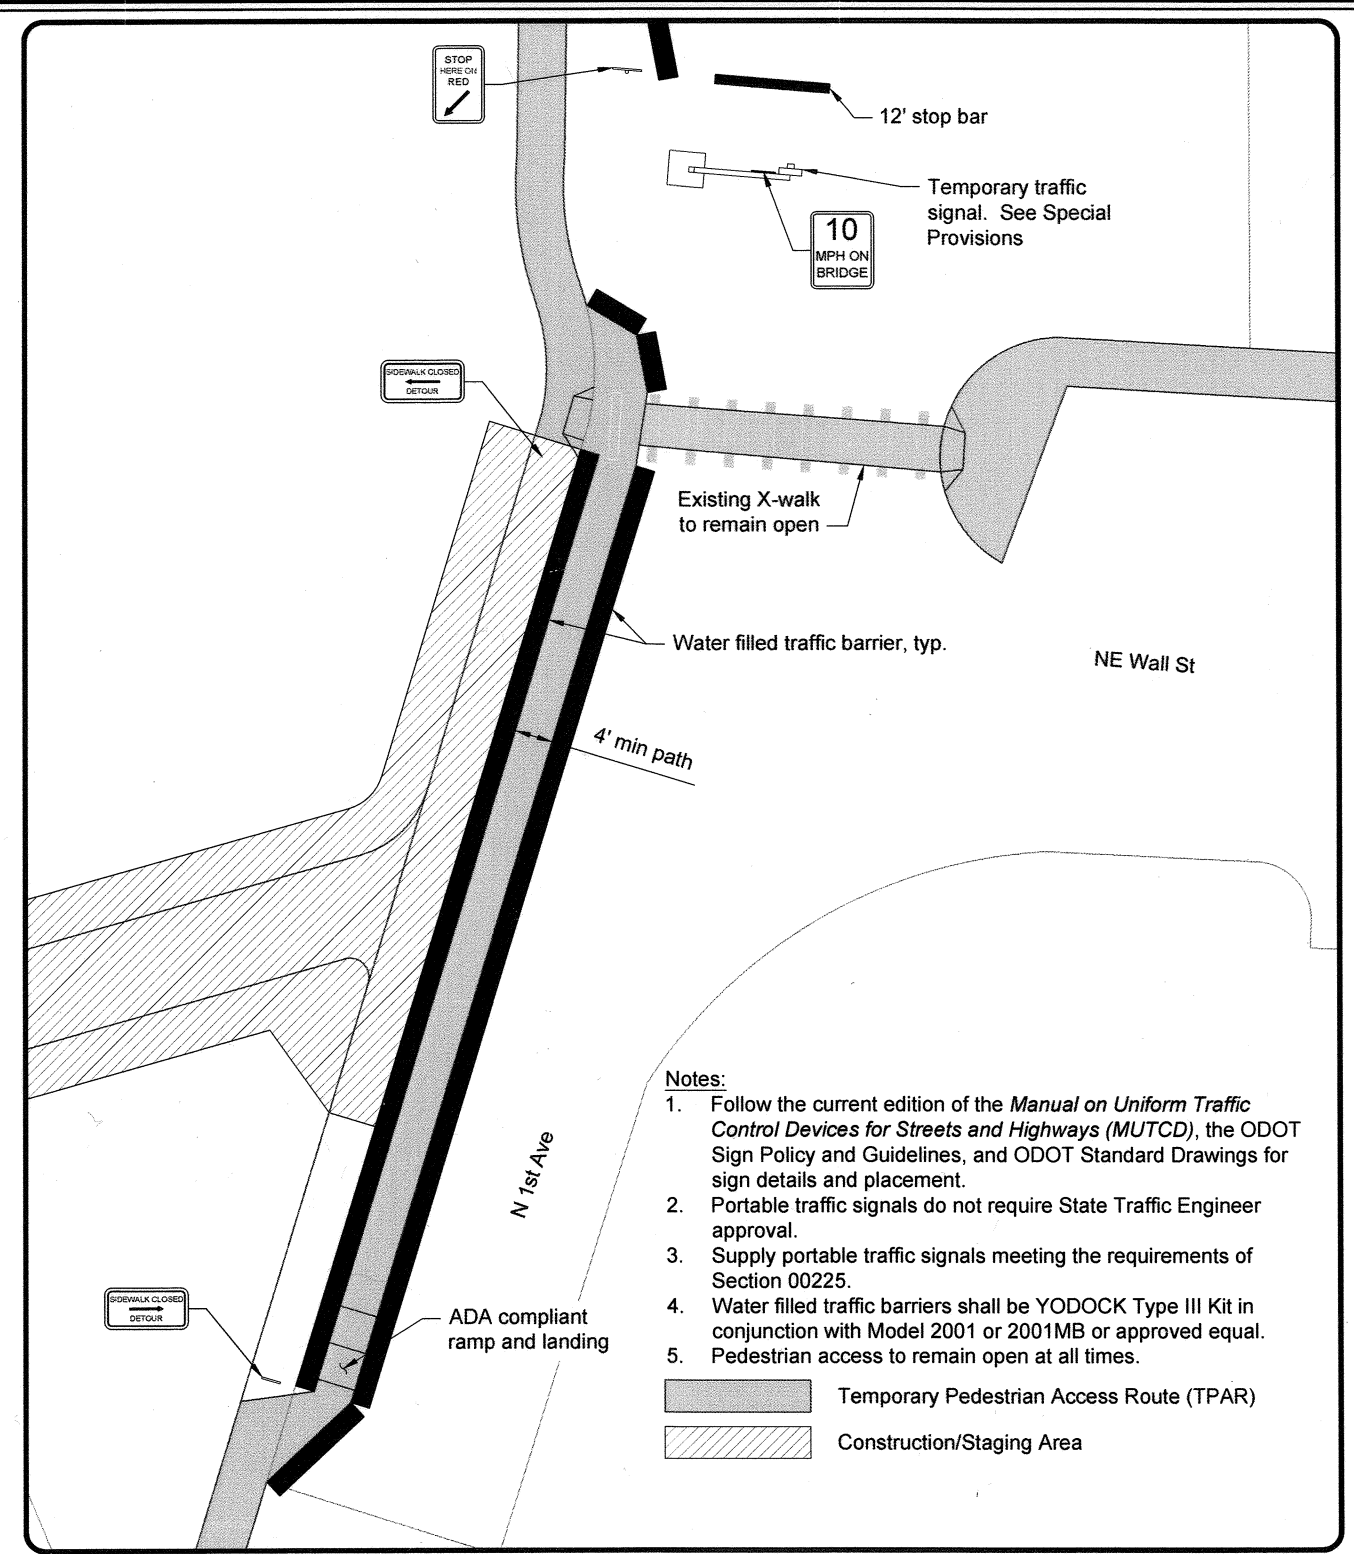 STOP
HERE ON
RED
12' stop bar
Temporary traffic
signal. See Special
Provisions
10
MPH ON
BRIDGE
SIDEWALK CLOSED
DETOUR
Existing X-walk
to remain open
Water filled traffic barrier, typ.
NE Wall St
4' min path
N 1st Ave
Notes:
1. Follow the current edition of the Manual on Uniform Traffic
Control Devices for Streets and Highways (MUTCD), the ODOT
Sign Policy and Guidelines, and ODOT Standard Drawings for
sign details and placement.
2. Portable traffic signals do not require State Traffic Engineer
approval.
3. Supply portable traffic signals meeting the requirements of
Section 00225.
4. Water filled traffic barriers shall be YODOCK Type III Kit in
conjunction with Model 2001 or 2001MB or approved equal.
5. Pedestrian access to remain open at all times.
SIDEWALK CLOSED
DETOUR
ADA compliant
ramp and landing
Temporary Pedestrian Access Route (TPAR)
Construction/Staging Area